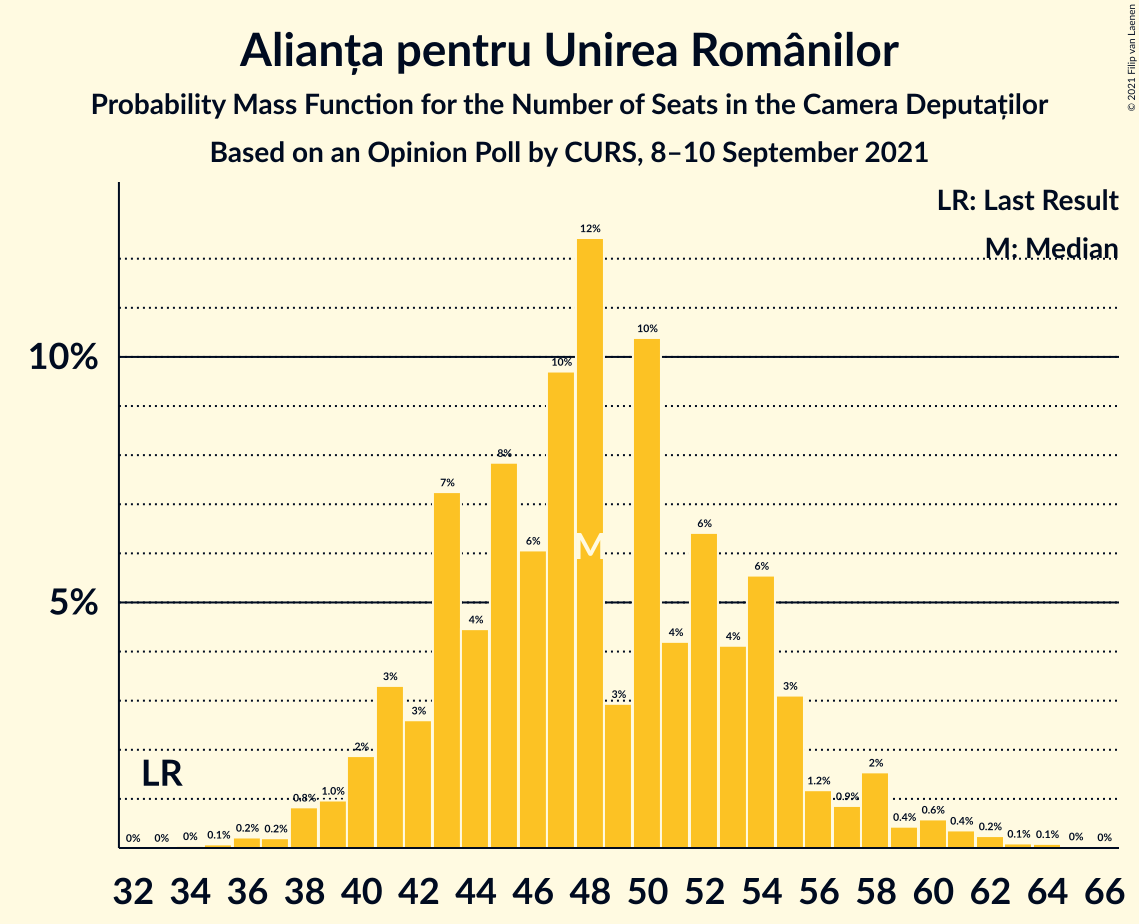 Alianța pentru Unirea Românilor
Probability Mass Function for the Number of Seats in the Camera Deputaților
Based on an Opinion Poll by CURS, 8–10 September 2021
© 2021 Filip van Laenen
LR: Last Result
M: Median
10%
5%
LR
M
0% 0% 0% 0.1% 0.2% 0.2% 0.8% 1.0% 2% 3% 3% 7% 4% 8% 6% 10% 12% 3% 10% 4% 6% 4% 6% 3% 1.2% 0.9% 2% 0.4% 0.6% 0.4% 0.2% 0.1% 0.1% 0% 0%
32 34 36 38 40 42 44 46 48 50 52 54 56 58 60 62 64 66